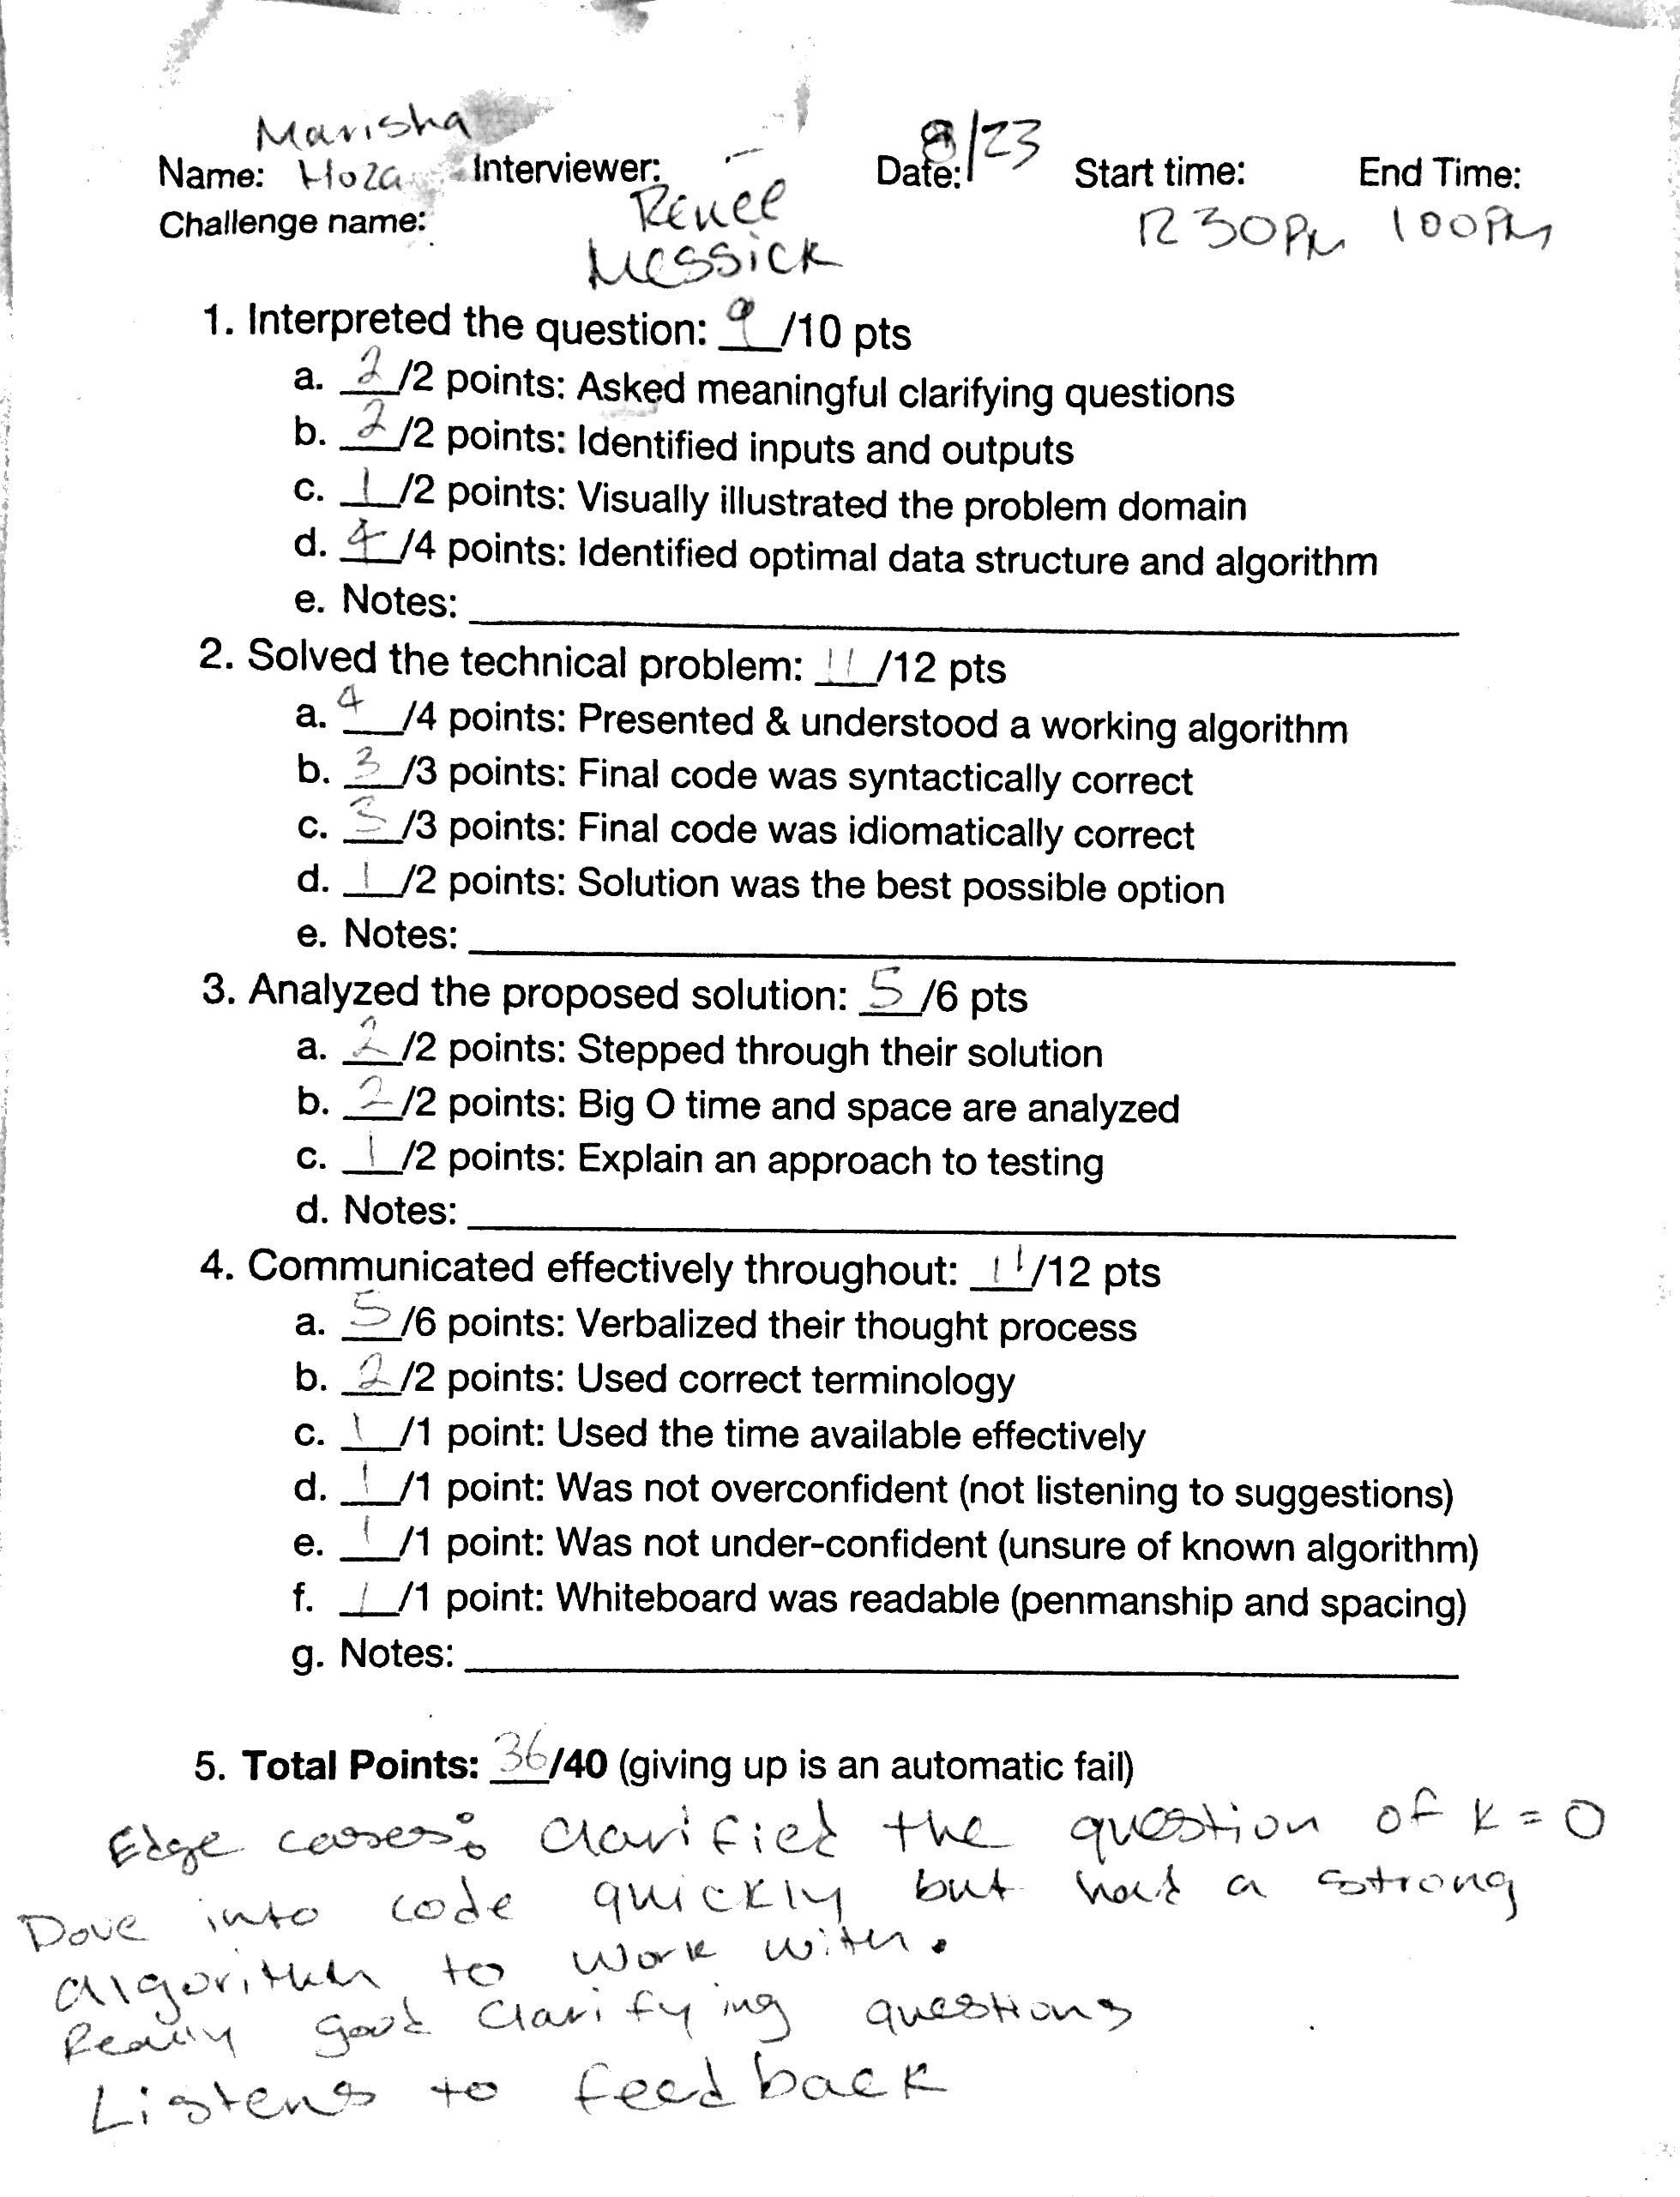 Marisha
Name: Hoza Interviewer: Date: 8/23 Start time: End Time:
Challenge name: Renee 12 30PM 100PM
Messick
1. Interpreted the question: 9/10 pts
a. 2/2 points: Asked meaningful clarifying questions
b. 2/2 points: Identified inputs and outputs
c. 1/2 points: Visually illustrated the problem domain
d. 4/4 points: Identified optimal data structure and algorithm
e. Notes:
2. Solved the technical problem: 11/12 pts
a. 4/4 points: Presented & understood a working algorithm
b. 3/3 points: Final code was syntactically correct
c. 3/3 points: Final code was idiomatically correct
d. 1/2 points: Solution was the best possible option
e. Notes:
3. Analyzed the proposed solution: 5/6 pts
a. 2/2 points: Stepped through their solution
b. 2/2 points: Big O time and space are analyzed
c. 1/2 points: Explain an approach to testing
d. Notes:
4. Communicated effectively throughout: 11/12 pts
a. 5/6 points: Verbalized their thought process
b. 2/2 points: Used correct terminology
c. 1/1 point: Used the time available effectively
d. 1/1 point: Was not overconfident (not listening to suggestions)
e. 1/1 point: Was not under-confident (unsure of known algorithm)
f. 1/1 point: Whiteboard was readable (penmanship and spacing)
g. Notes:
5. Total Points: 36/40 (giving up is an automatic fail)
Edge cases: Clarified the question of k = 0
Dove into code quickly but had a strong
algorithm to work with.
Really good clarifying questions
Listens to feedback